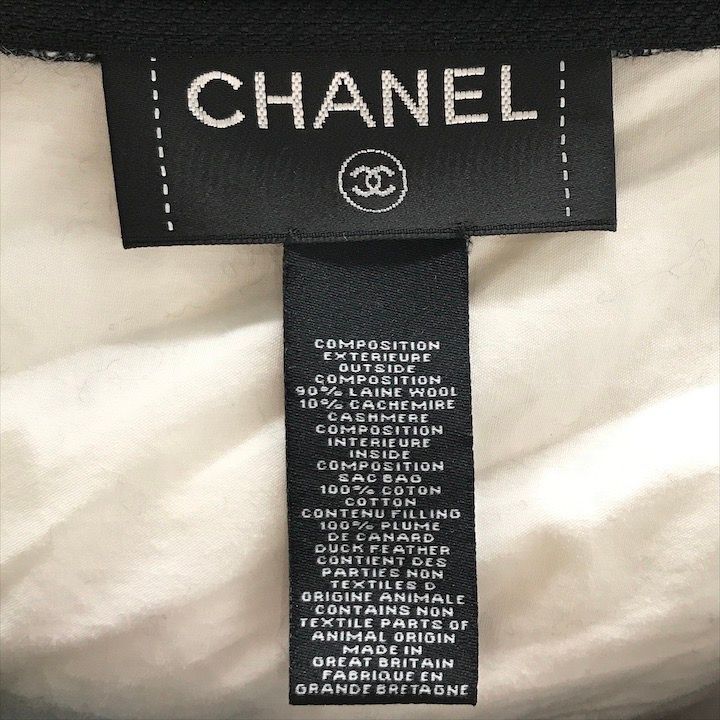 CHANEL
COMPOSITION
EXTERIEURE
OUTSIDE
COMPOSITION
90% LAINE WOOL
10% CACHEMIRE
CASHMERE
COMPOSITION
INTERIEURE
INSIDE
COMPOSITION
SAC BAG
100% COTON
COTTON
CONTENU FILLING
100% PLUME
DE CANARD
DUCK FEATHER
CONTIENT DES
PARTIES NON
TEXTILES D
ORIGINE ANIMALE
CONTAINS NON
TEXTILE PARTS OF
ANIMAL ORIGIN
MADE IN
GREAT BRITAIN
FABRIQUE EN
GRANDE BRETAGNE